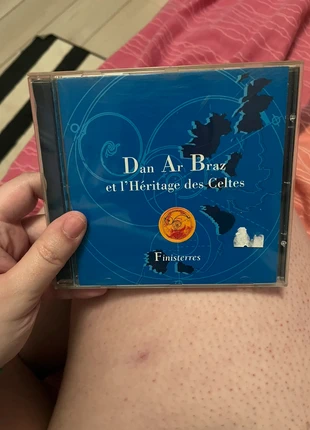 Dan Ar Braz
et l'Héritage des Celtes
Finisterres